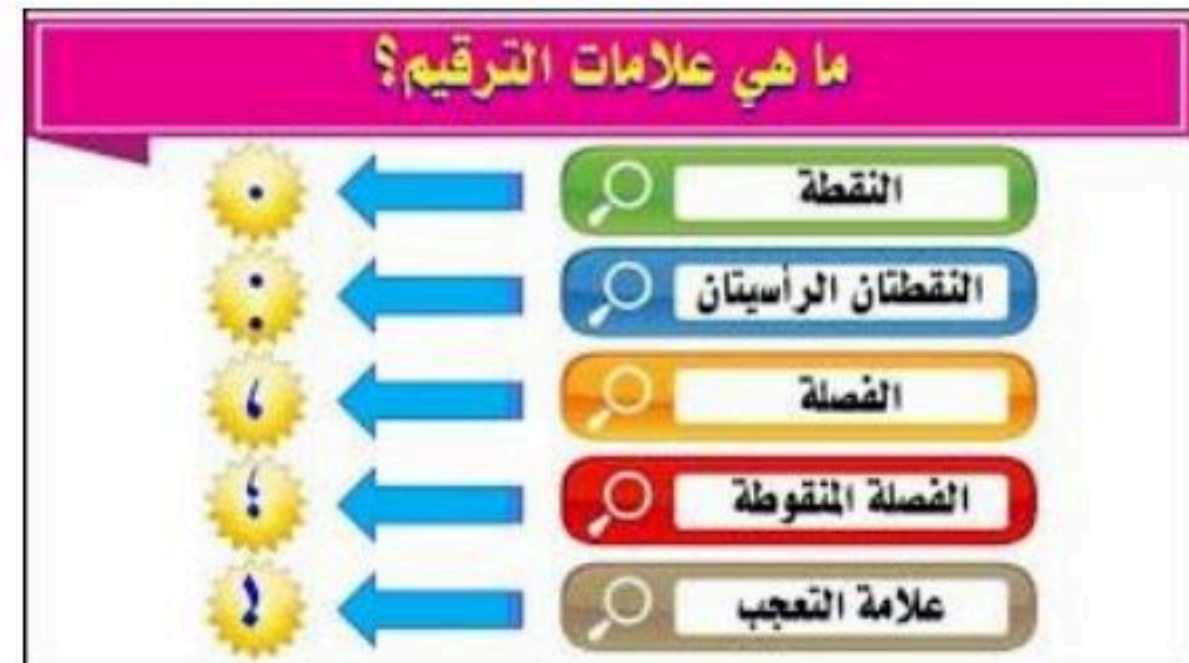 ما هي علامات الترقيم؟
النقطة .
النقطتان الرأسيتان :
الفصلة ،
الفصلة المنقوطة ؛
علامة التعجب !